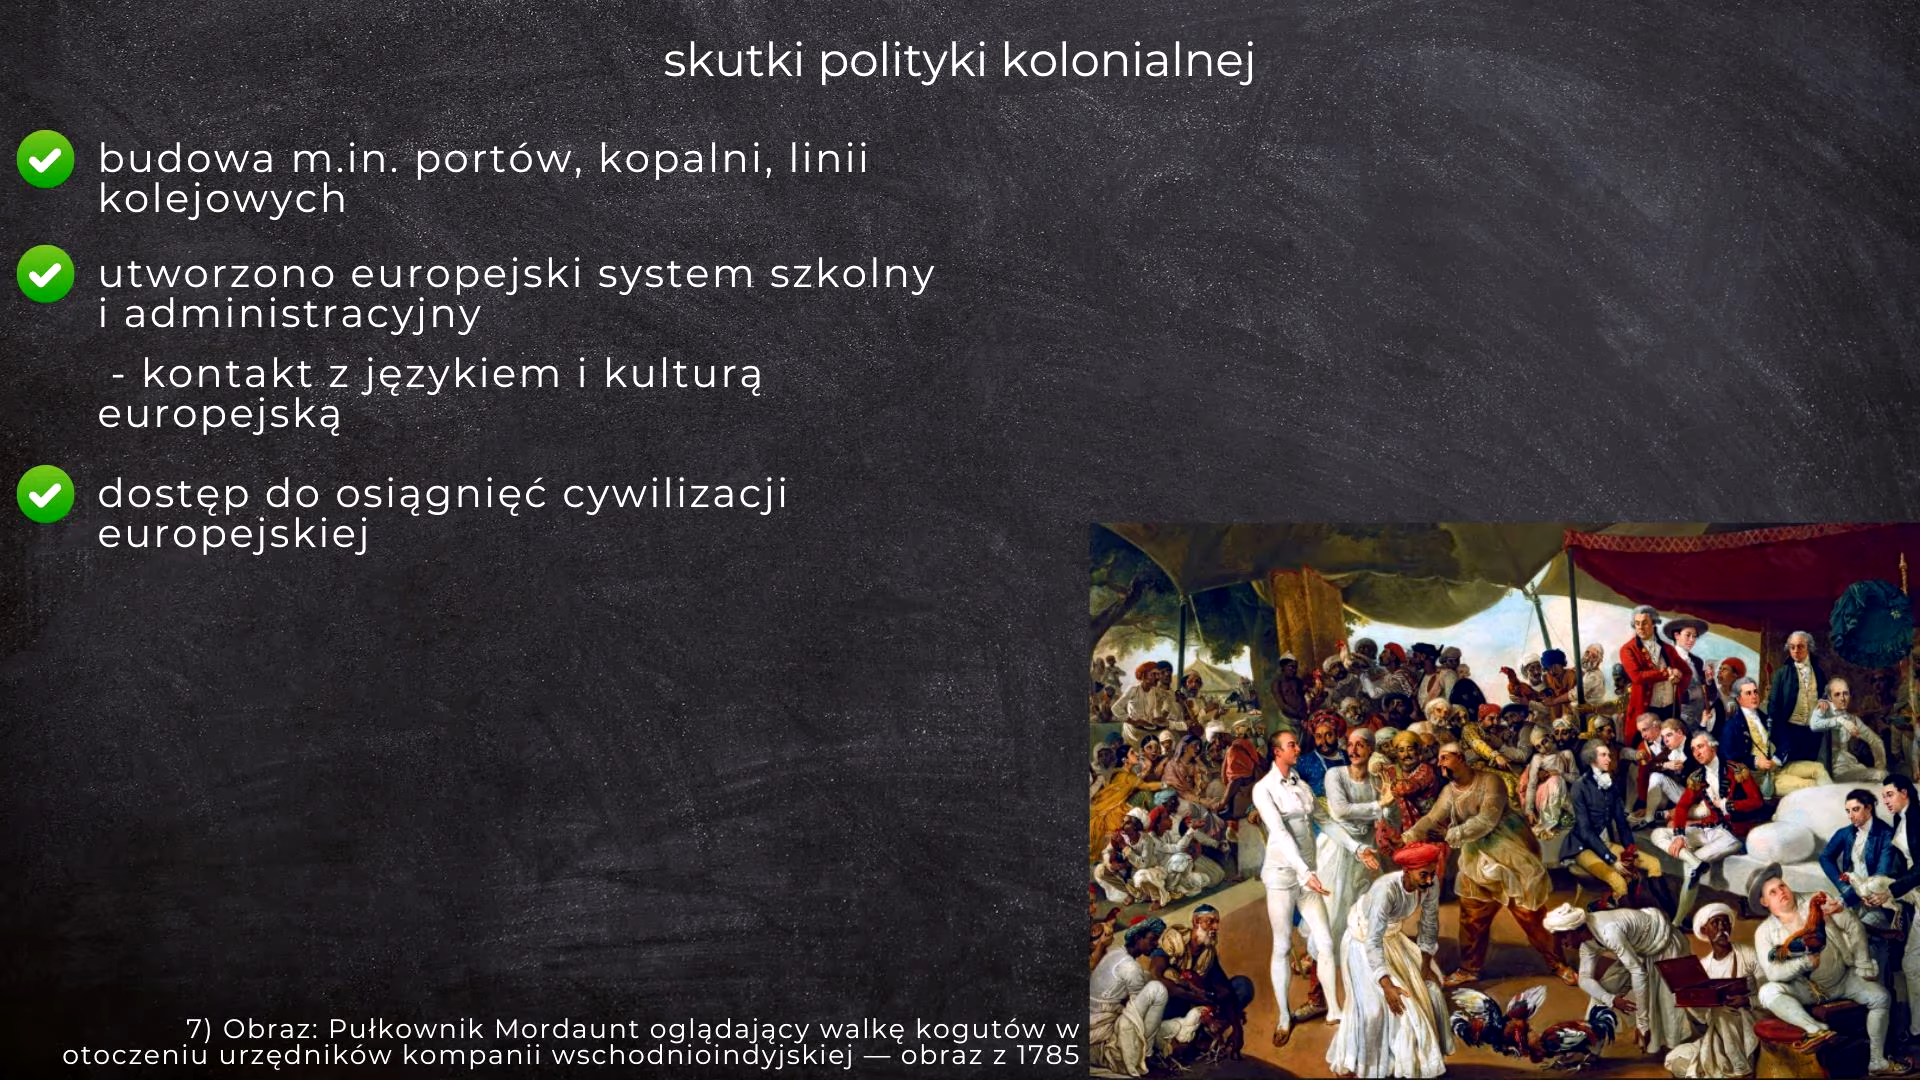 skutki polityki kolonialnej
budowa m.in. portów, kopalni, linii
kolejowych
utworzono europejski system szkolny
i administracyjny
- kontakt z językiem i kulturą
europejską
dostęp do osiągnięć cywilizacji
europejskiej
7) Obraz: Pułkownik Mordaunt oglądający walkę kogutów w
otoczeniu urzędników kompanii wschodnioindyjskiej — obraz z 1785